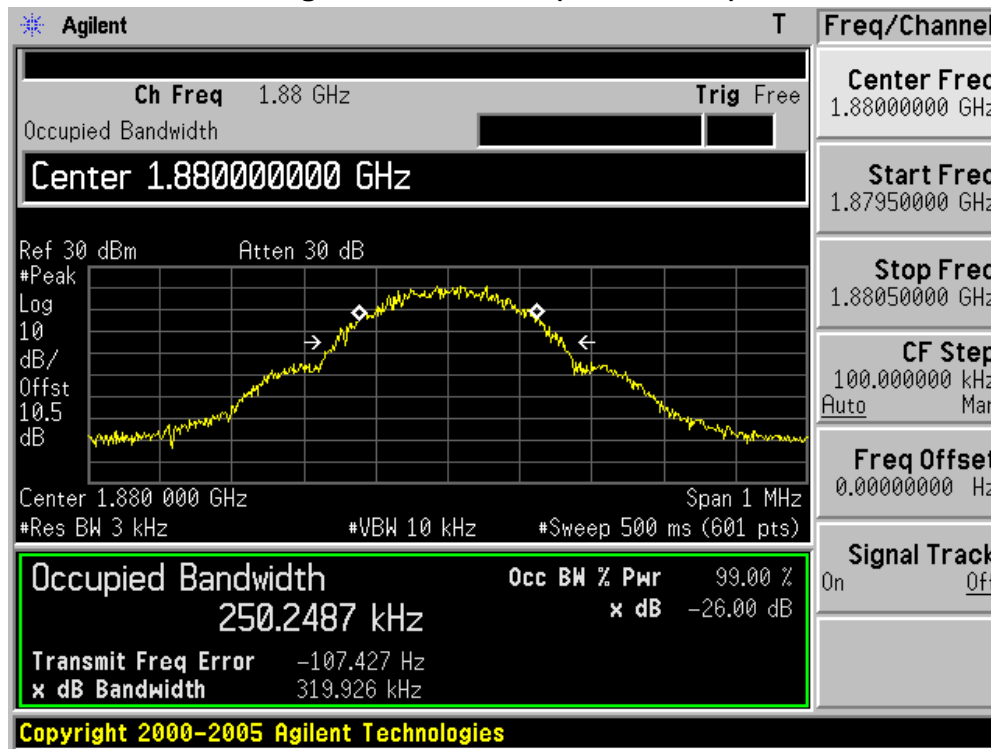 Agilent T Freq/Channel
Ch Freq 1.88 GHz Trig Free
Occupied Bandwidth
Center 1.880000000 GHz
Ref 30 dBm Atten 30 dB
#Peak
Log
10
dB/
Offst
10.5
dB
Center 1.880 000 GHz Span 1 MHz
#Res BW 3 kHz #VBW 10 kHz #Sweep 500 ms (601 pts)
Occupied Bandwidth Occ BW % Pwr 99.00 %
250.2487 kHz x dB -26.00 dB
Transmit Freq Error -107.427 Hz
x dB Bandwidth 319.926 kHz
Center Freq
1.88000000 GHz
Start Freq
1.87950000 GHz
Stop Freq
1.88050000 GHz
CF Step
100.000000 kHz
Auto Man
Freq Offset
0.00000000 Hz
Signal Track
On Off
Copyright 2000-2005 Agilent Technologies